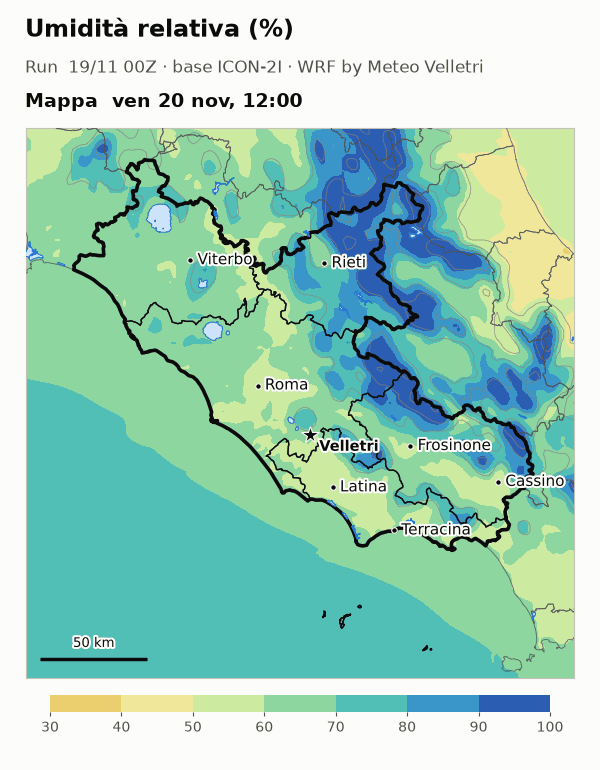 Umidità relativa (%)
Run 19/11 00Z · base ICON-2I · WRF by Meteo Velletri
Mappa ven 20 nov, 12:00
Viterbo
Rieti
Roma
Velletri
Frosinone
Latina
Cassino
Terracina
50 km
30 40 50 60 70 80 90 100